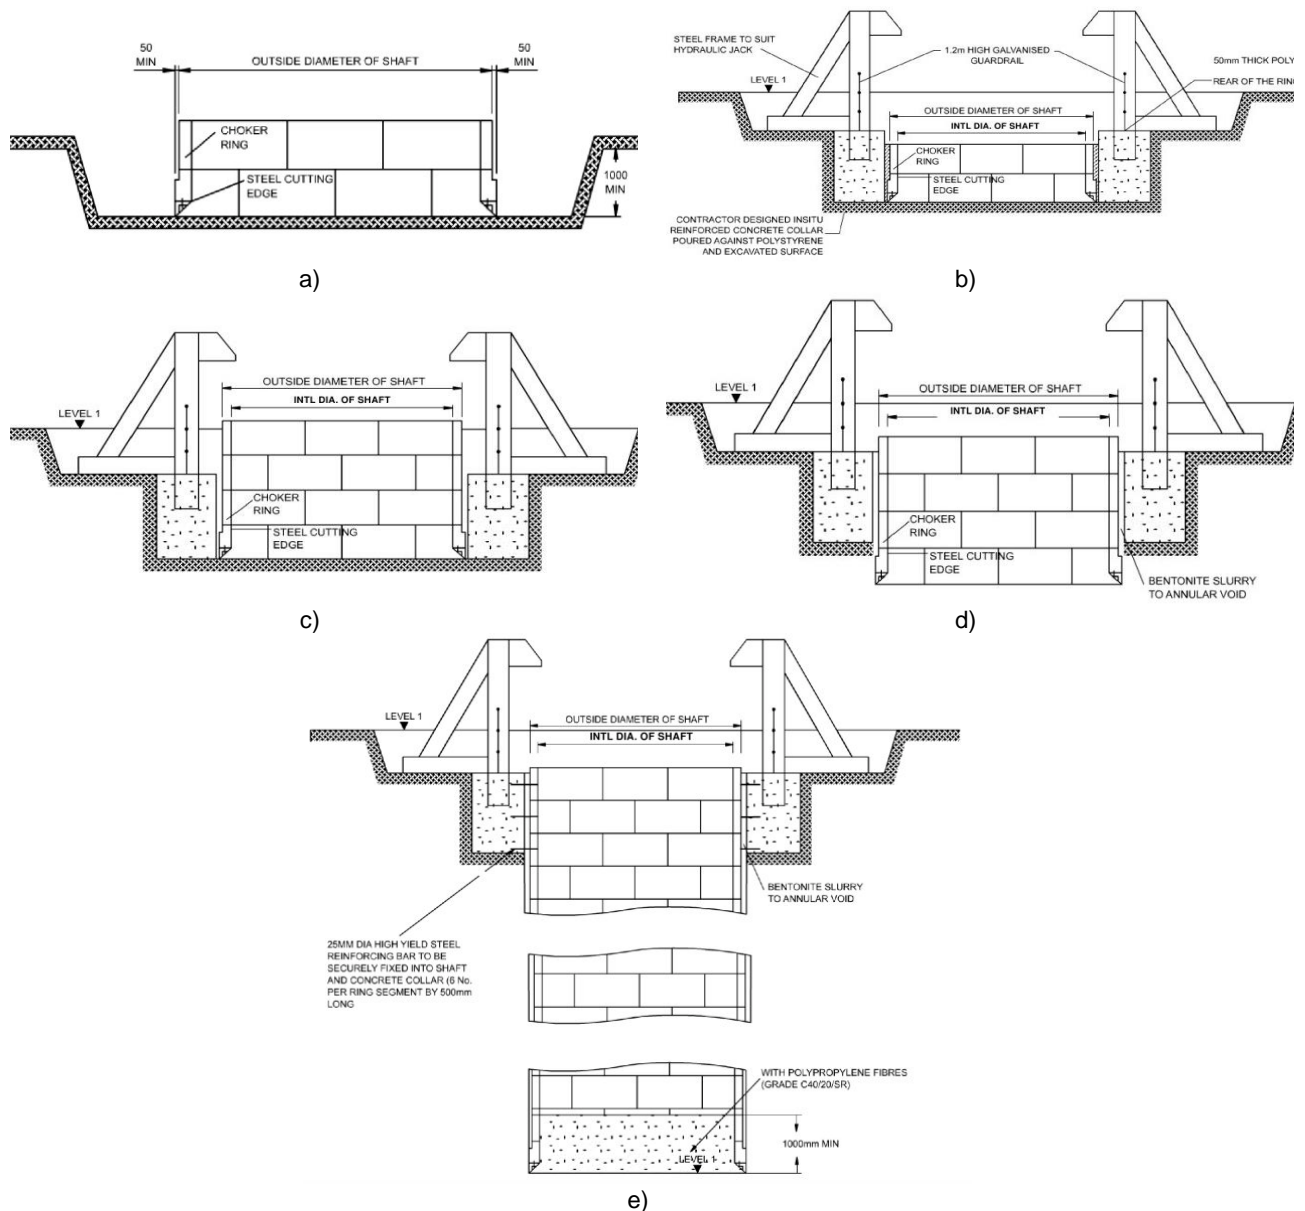 50
MIN
OUTSIDE DIAMETER OF SHAFT
50
MIN
CHOKER
RING
STEEL CUTTING
EDGE
1000
MIN
a)
STEEL FRAME TO SUIT
HYDRAULIC JACK
1.2m HIGH GALVANISED
GUARDRAIL
50mm THICK POLY
REAR OF THE RIN
LEVEL 1
OUTSIDE DIAMETER OF SHAFT
INTL DIA. OF SHAFT
CHOKER
RING
STEEL CUTTING
EDGE
CONTRACTOR DESIGNED INSITU
REINFORCED CONCRETE COLLAR
POURED AGAINST POLYSTYRENE
AND EXCAVATED SURFACE
b)
LEVEL 1
OUTSIDE DIAMETER OF SHAFT
INTL DIA. OF SHAFT
CHOKER
RING
STEEL CUTTING
EDGE
c)
LEVEL 1
OUTSIDE DIAMETER OF SHAFT
INTL DIA. OF SHAFT
CHOKER
RING
STEEL CUTTING
EDGE
BENTONITE SLURRY
TO ANNULAR VOID
d)
LEVEL 1
OUTSIDE DIAMETER OF SHAFT
INTL DIA. OF SHAFT
BENTONITE SLURRY
TO ANNULAR VOID
25MM DIA HIGH YIELD STEEL
REINFORCING BAR TO BE
SECURELY FIXED INTO SHAFT
AND CONCRETE COLLAR (6 No.
PER RING SEGMENT BY 500mm
LONG
WITH POLYPROPYLENE FIBRES
(GRADE C40/20/SR)
1000mm MIN
LEVEL 1
e)